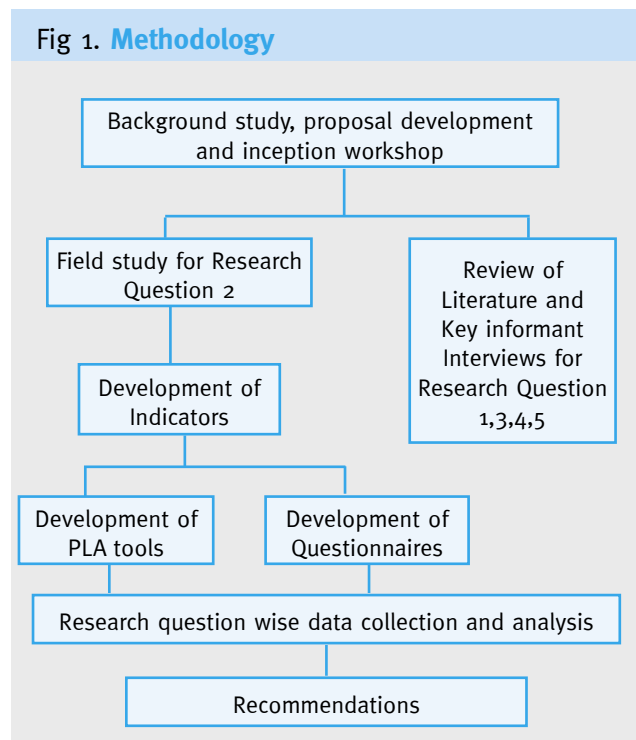 Fig 1. Methodology
Background study, proposal development
and inception workshop
Field study for Research
Question 2
Review of
Literature and
Key informant
Interviews for
Research Question
1,3,4,5
Development of
Indicators
Development of
PLA tools
Development of
Questionnaires
Research question wise data collection and analysis
Recommendations